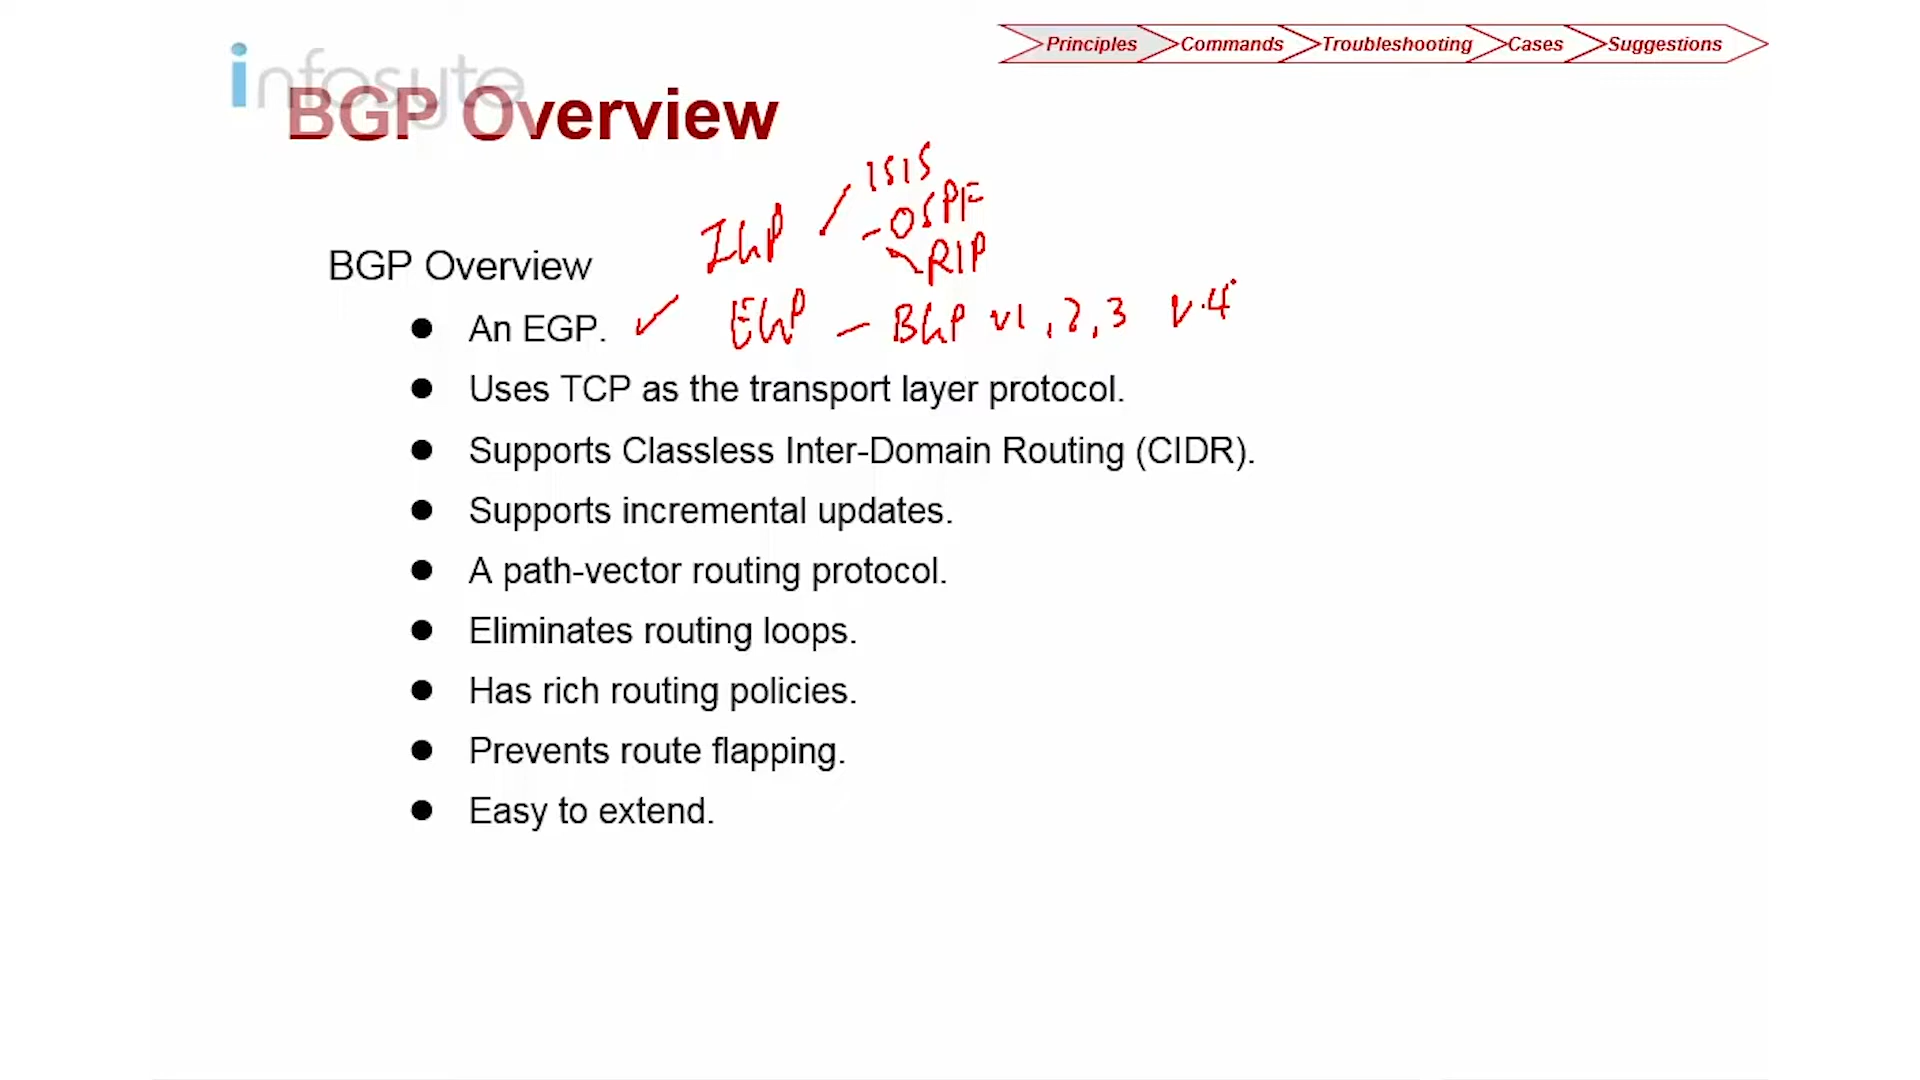 Principles Commands Troubleshooting Cases Suggestions
infosyte
BGP Overview
ISIS
IGP - OSPF
RIP
BGP Overview
● An EGP. ✓ EGP - BGP v1, 2, 3 v.4
● Uses TCP as the transport layer protocol.
● Supports Classless Inter-Domain Routing (CIDR).
● Supports incremental updates.
● A path-vector routing protocol.
● Eliminates routing loops.
● Has rich routing policies.
● Prevents route flapping.
● Easy to extend.